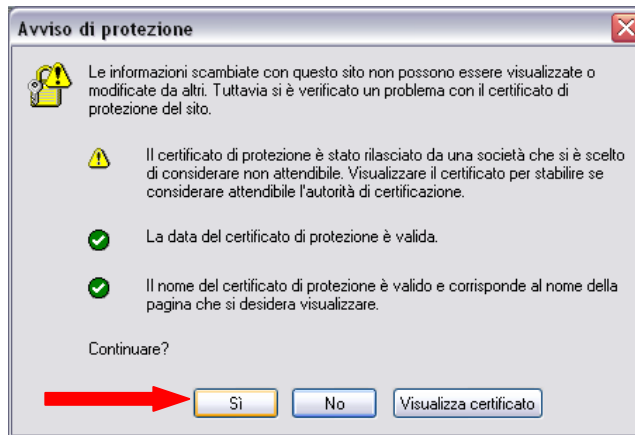 Avviso di protezione
Le informazioni scambiate con questo sito non possono essere visualizzate o
modificate da altri. Tuttavia si è verificato un problema con il certificato di
protezione del sito.
Il certificato di protezione è stato rilasciato da una società che si è scelto
di considerare non attendibile. Visualizzare il certificato per stabilire se
considerare attendibile l'autorità di certificazione.
La data del certificato di protezione è valida.
Il nome del certificato di protezione è valido e corrisponde al nome della
pagina che si desidera visualizzare.
Continuare?
Sì No Visualizza certificato